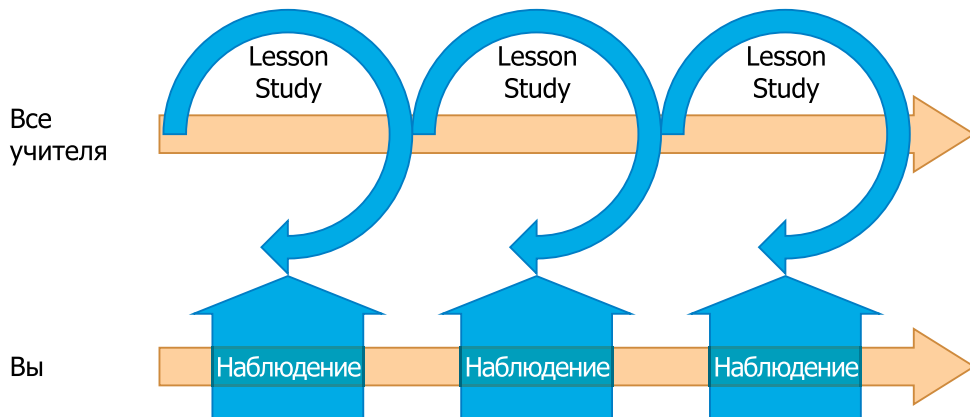 Lesson
Study
Lesson
Study
Lesson
Study
Все
учителя
Вы
Наблюдение
Наблюдение
Наблюдение